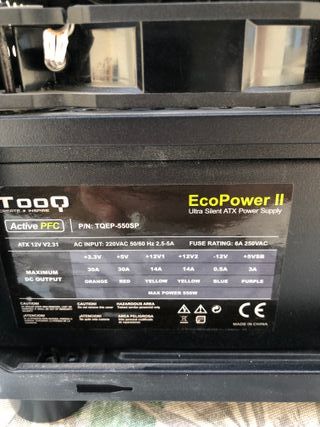 TooQ
EcoPower II
Ultra Silent ATX Power Supply
Active PFC P/N: TQEP-550SP
ATX 12V V2.31 AC INPUT: 220VAC 50/60 Hz 2.5-5A FUSE RATING: 6A 250VAC
+3.3V +5V +12V1 +12V2 -12V +5VSB
MAXIMUM DC OUTPUT
30A 30A 14A 14A 0.5A 3A
ORANGE RED YELLOW YELLOW BLUE PURPLE
MAX POWER 550W
CAUTION! HAZARDOUS AREA
¡CAUTION! AREA PELIGROSA
CE
MADE IN CHINA